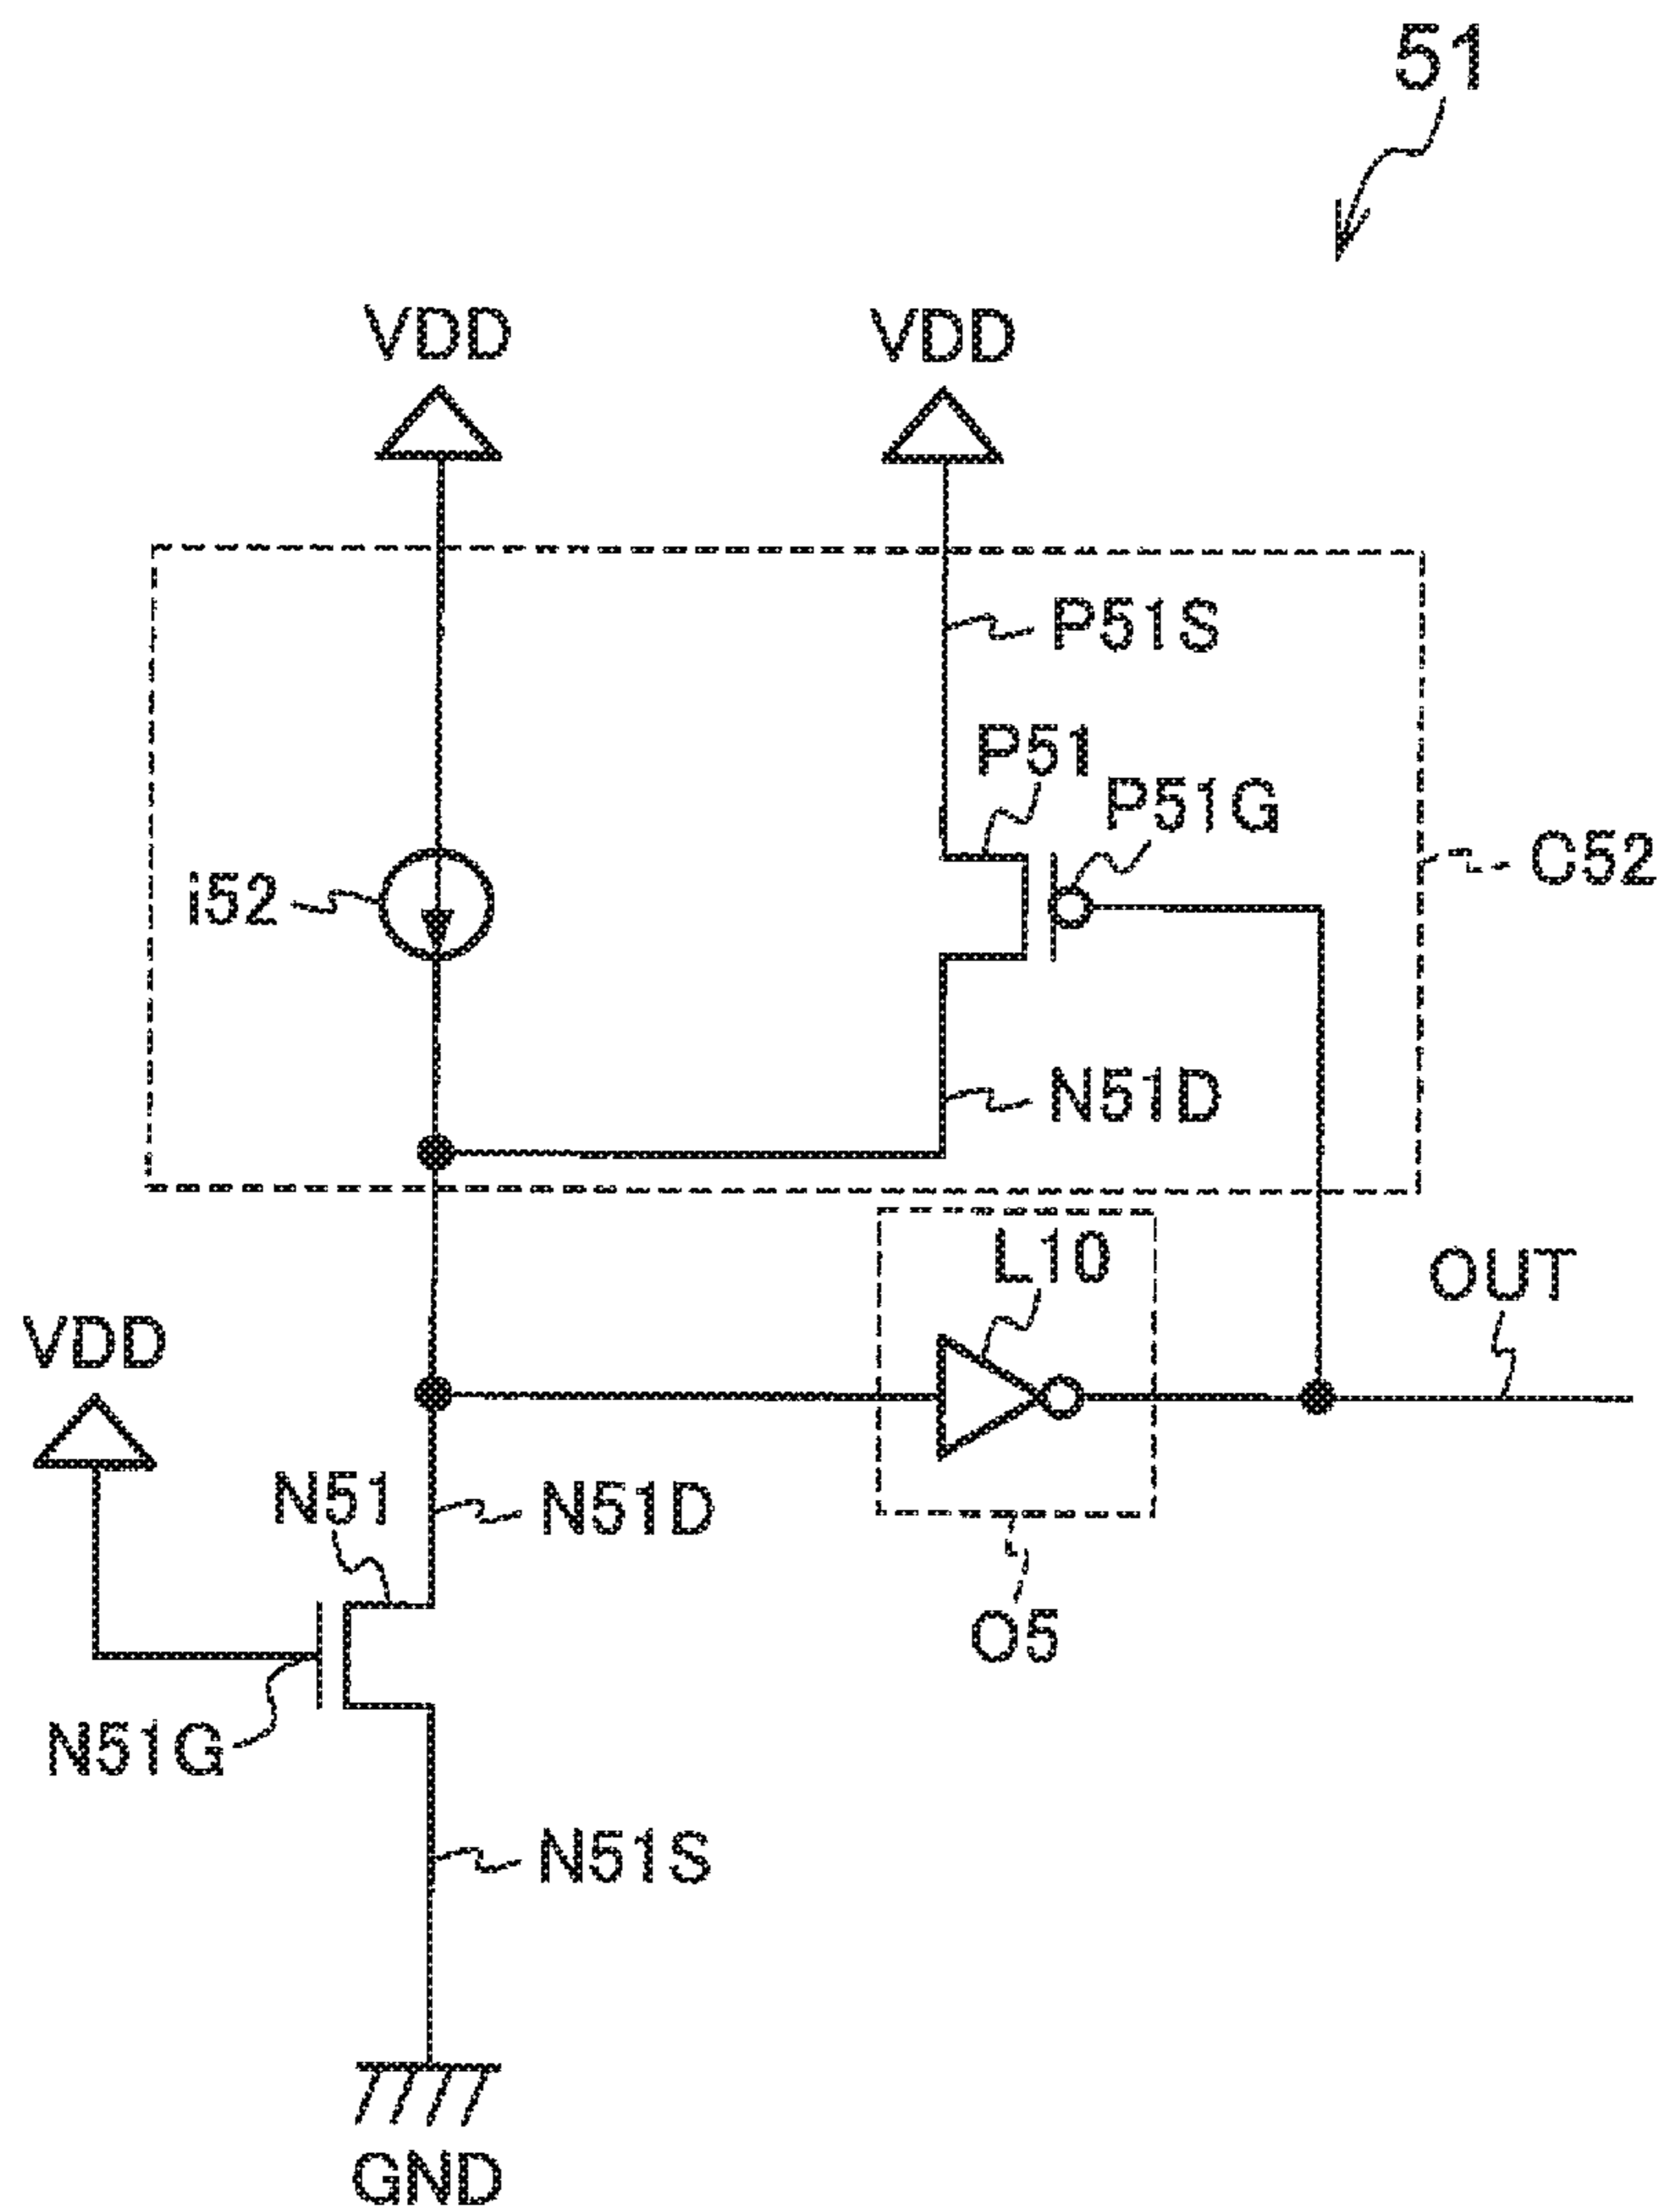 51
VDD
VDD
P51S
P51
P51G
i52
C52
N51D
L10
OUT
VDD
N51
N51D
O5
N51G
N51S
GND